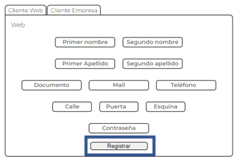 Cliente Web Cliente Empresa
Web
Primer nombre Segundo nombre
Primer Apellido Segundo apellido
Documento Mail Teléfono
Calle Puerta Esquina
Contraseña
Registrar